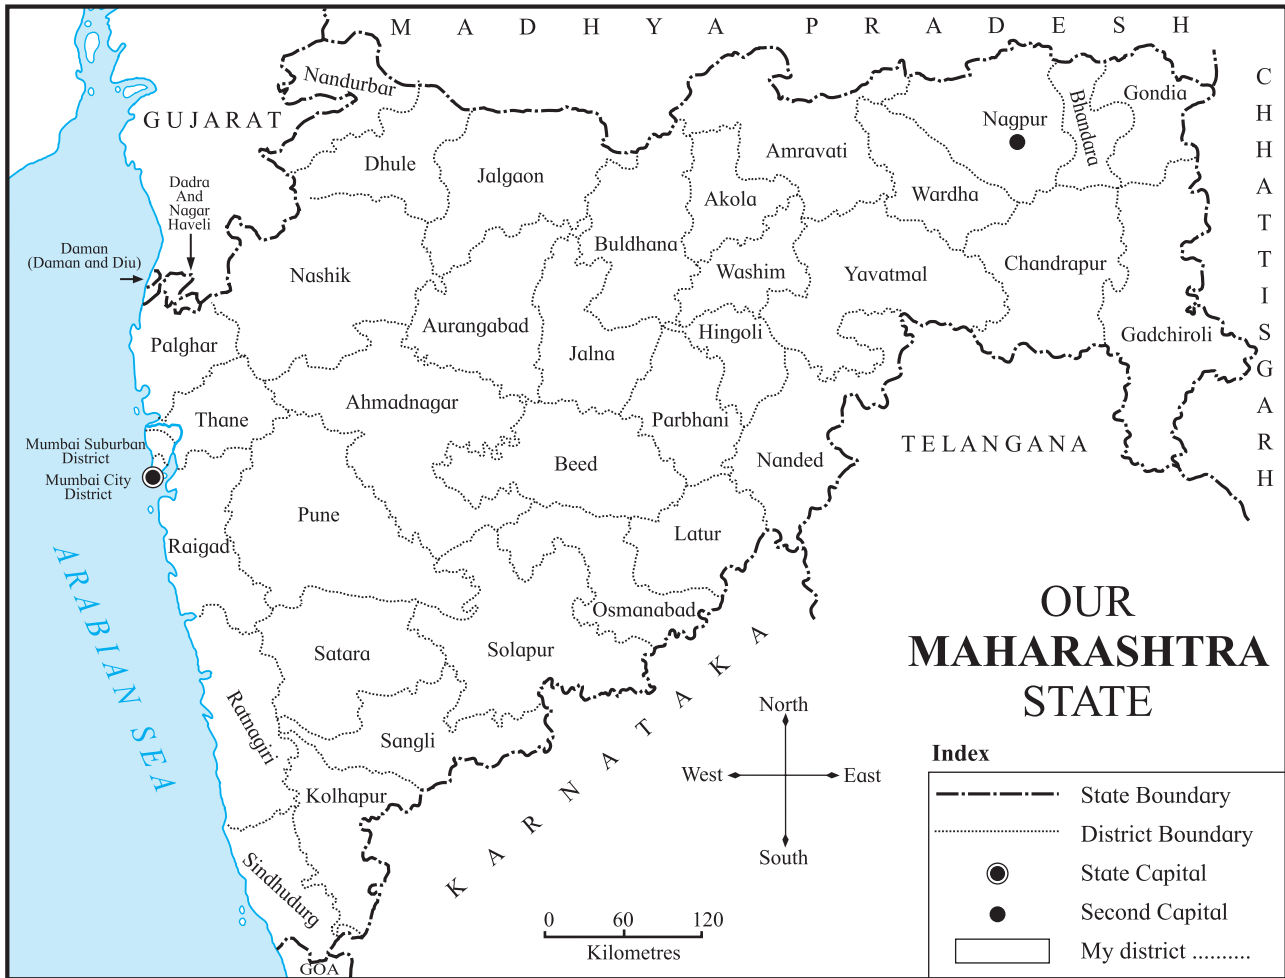 MADHYA PRADESH
CHHATTISGARH
GUJARAT
Nandurbar
Dhule
Jalgaon
Amravati
Nagpur
Bhandara
Gondia
Akola
Wardha
Dadra
And
Nagar
Haveli
Daman
(Daman and Diu)
Nashik
Buldhana
Washim
Yavatmal
Chandrapur
Gadchiroli
Aurangabad
Jalna
Hingoli
Palghar
Thane
Ahmadnagar
Parbhani
TELANGANA
Mumbai Suburban
District
Mumbai City
District
Beed
Nanded
Pune
Raigad
Latur
ARABIAN SEA
Osmanabad
Satara
Solapur
Ratnagiri
Sangli
Kolhapur
Sindhudurg
KARNATAKA
GOA
OUR
MAHARASHTRA
STATE
North
West
East
South
0 60 120
Kilometres
Index
State Boundary
District Boundary
State Capital
Second Capital
My district ..........